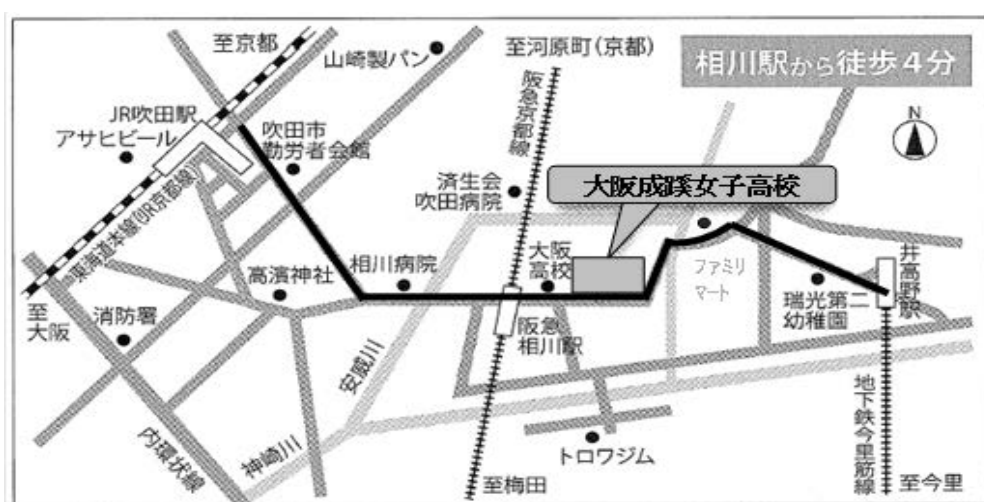 至京都
山崎製パン
至河原町(京都)
相川駅から徒歩4分
JR吹田駅
アサヒビール
吹田市
勤労者会館
阪急京都線
N
済生会
吹田病院
大阪成蹊女子高校
東海道本線(JR京都線)
高濱神社
相川病院
大阪
高校
ファミリ
マート
井高野駅
至
大阪
消防署
瑞光第二
幼稚園
阪急
相川駅
安威川
神崎川
内環状線
トロワジム
地下鉄今里筋線
至梅田
至今里